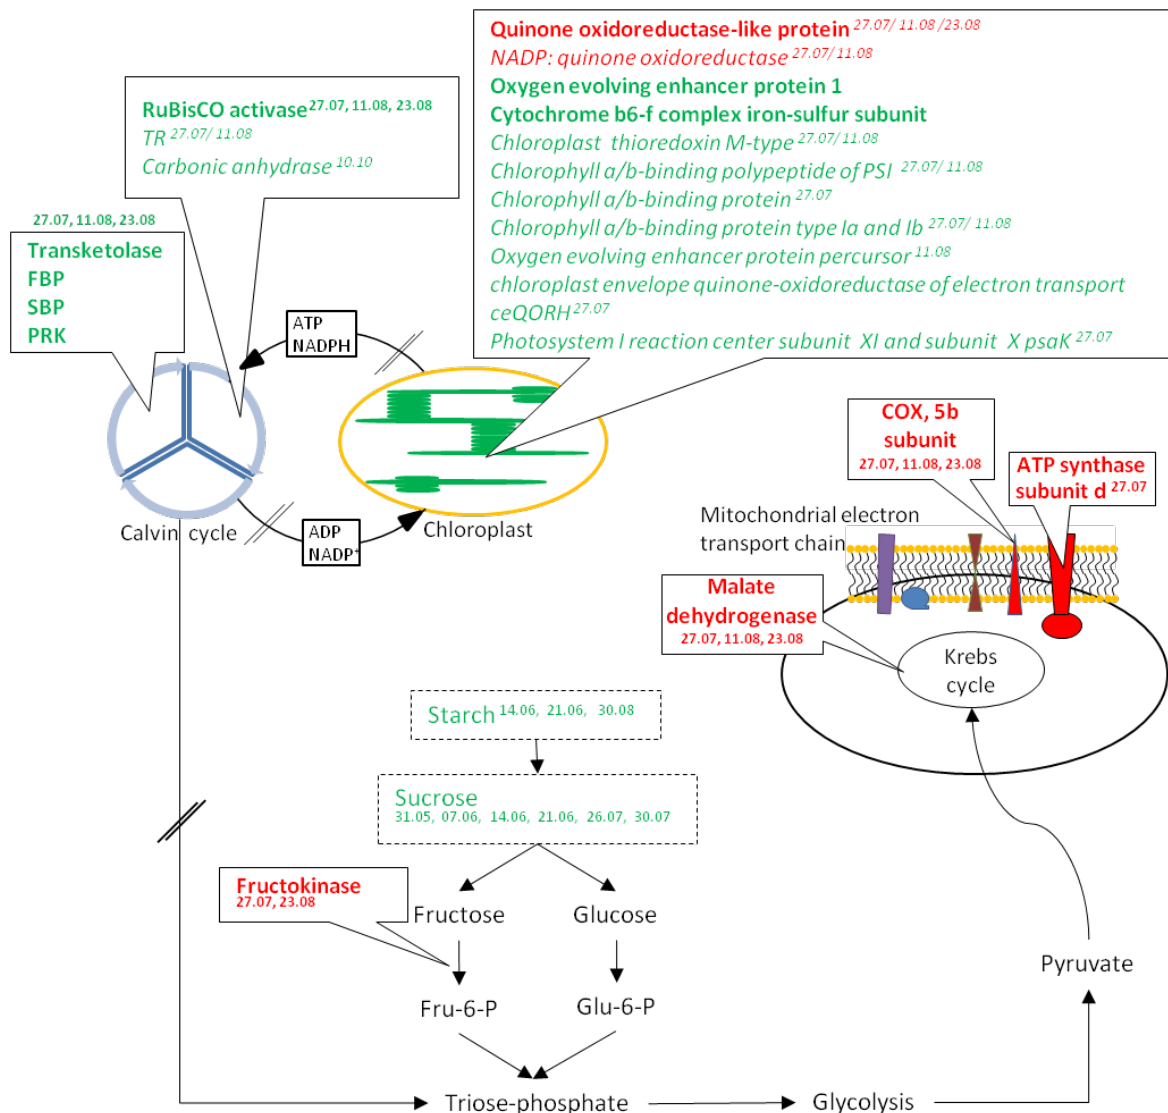 Quinone oxidoreductase-like protein 27.07/ 11.08 /23.08
NADP: quinone oxidoreductase 27.07/ 11.08
Oxygen evolving enhancer protein 1
Cytochrome b6-f complex iron-sulfur subunit
Chloroplast thioredoxin M-type 27.07/ 11.08
Chlorophyll a/b-binding polypeptide of PSI 27.07/ 11.08
Chlorophyll a/b-binding protein 27.07
Chlorophyll a/b-binding protein type Ia and Ib 27.07/ 11.08
Oxygen evolving enhancer protein percursor 11.08
chloroplast envelope quinone-oxidoreductase of electron transport
ceQORH 27.07
Photosystem I reaction center subunit XI and subunit X psaK 27.07
RuBisCO activase 27.07, 11.08, 23.08
TR 27.07/ 11.08
Carbonic anhydrase 10.10
27.07, 11.08, 23.08
Transketolase
FBP
SBP
PRK
ATP
NADPH
Calvin cycle
ADP
NADP+
Chloroplast
COX, 5b
subunit
27.07, 11.08, 23.08
ATP synthase
subunit d 27.07
Mitochondrial electron
transport chain
Malate
dehydrogenase
27.07, 11.08, 23.08
Krebs
cycle
Starch 14.06, 21.06, 30.08
Sucrose
31.05, 07.06, 14.06, 21.06, 26.07, 30.07
Fructokinase
27.07, 23.08
Fructose
Glucose
Fru-6-P
Glu-6-P
Pyruvate
Triose-phosphate
Glycolysis